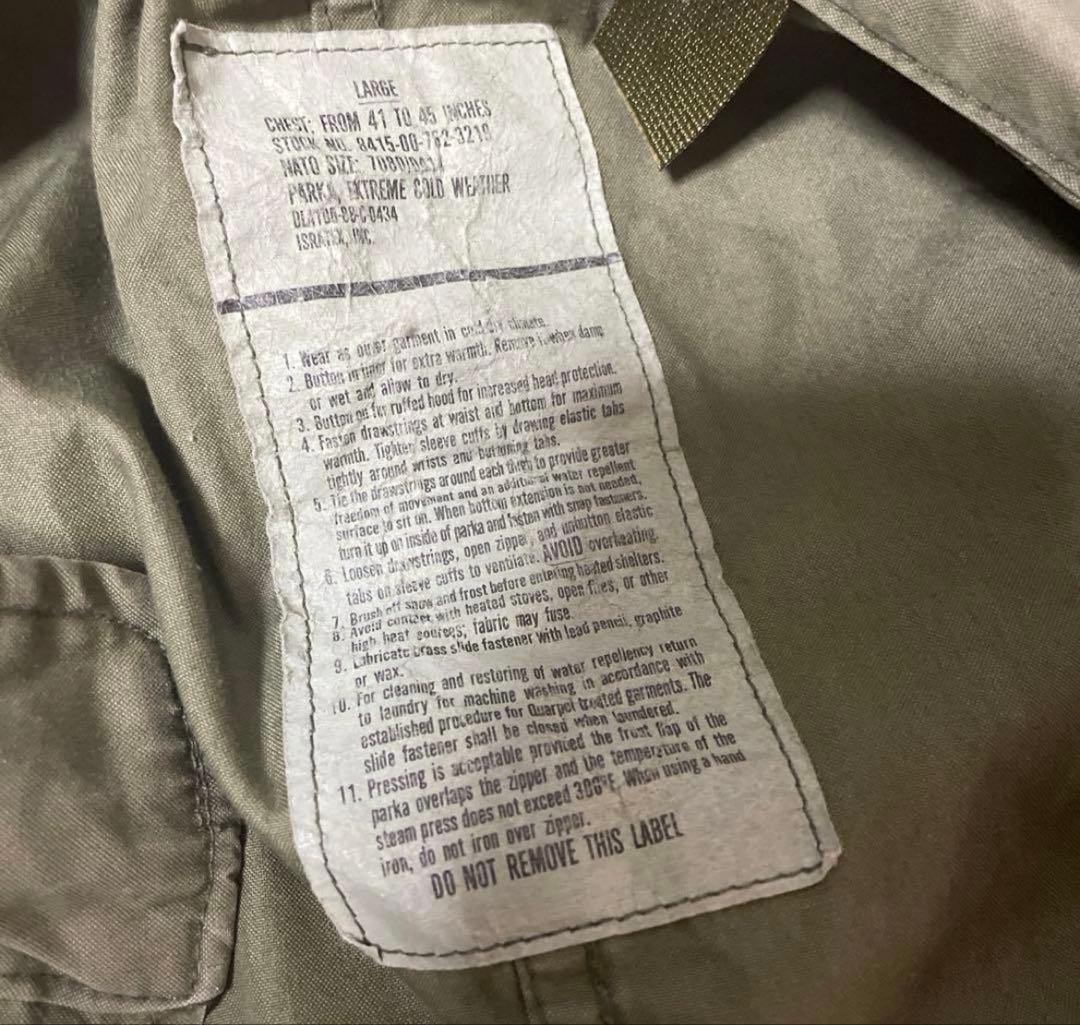 LARGE
CHEST: FROM 41 TO 45 INCHES
STOCK NO. 8415-00-782-3219
NATO SIZE:
PARKA, EXTREME COLD WEATHER
ISRATEX, INC.
1. Wear as outer garment in cold-dry climate.
2. Button in liner for extra warmth. Remove it when damp
or wet and allow to dry.
3. Button on fur ruffed hood for increased head protection.
4. Fasten drawstrings at waist and bottom for maximum
warmth. Tighten sleeve cuffs by drawing elastic tabs
tightly around wrists and buttoning tabs.
5. Tie the drawstrings around each thigh to provide greater
freedom of movement and an additional water repellent
surface to sit on. When bottom extension is not needed,
turn it up on inside of parka and fasten with snap fasteners.
6. Loosen drawstrings, open zipper, and unbutton elastic
tabs on sleeve cuffs to ventilate. AVOID overheating.
7. Brush off snow and frost before entering heated shelters.
8. Avoid contact with heated stoves, open fires, or other
high heat sources; fabric may fuse.
9. Lubricate brass slide fastener with lead pencil, graphite
or wax.
10. For cleaning and restoring of water repellency return
to laundry for machine washing in accordance with
established procedure for Quarpel treated garments. The
slide fastener shall be closed when laundered.
11. Pressing is acceptable provided the front flap of the
parka overlaps the zipper and the temperature of the
steam press does not exceed 300°F. When using a hand
iron, do not iron over zipper.
DO NOT REMOVE THIS LABEL